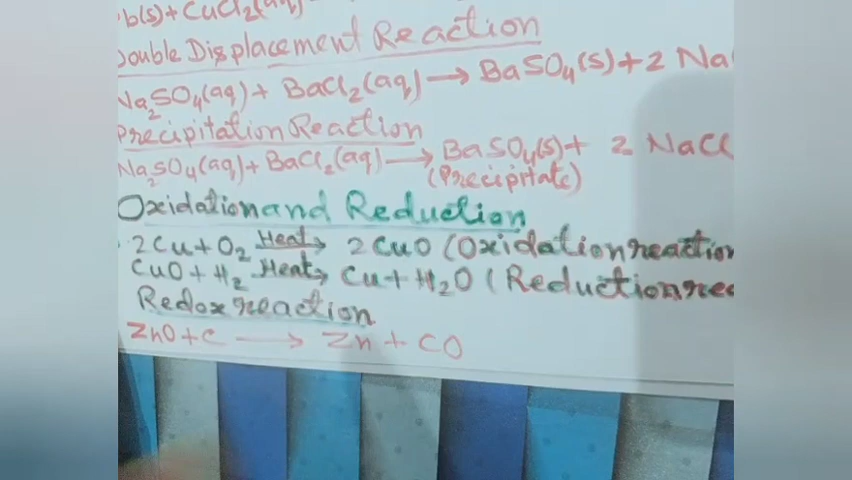 b(s) + CuCl₂(aq)
Double Displacement Reaction
Na₂SO₄(aq) + BaCl₂(aq) → BaSO₄(s) + 2 Na
Precipitation Reaction
Na₂SO₄(aq) + BaCl₂(aq) → BaSO₄(s) + 2 NaCl
(Precipitate)
Oxidation and Reduction
2Cu + O₂ Heat→ 2CuO (Oxidation reaction
CuO + H₂ Heat→ Cu + H₂O (Reduction rea
Redox reaction
ZnO + C → Zn + CO